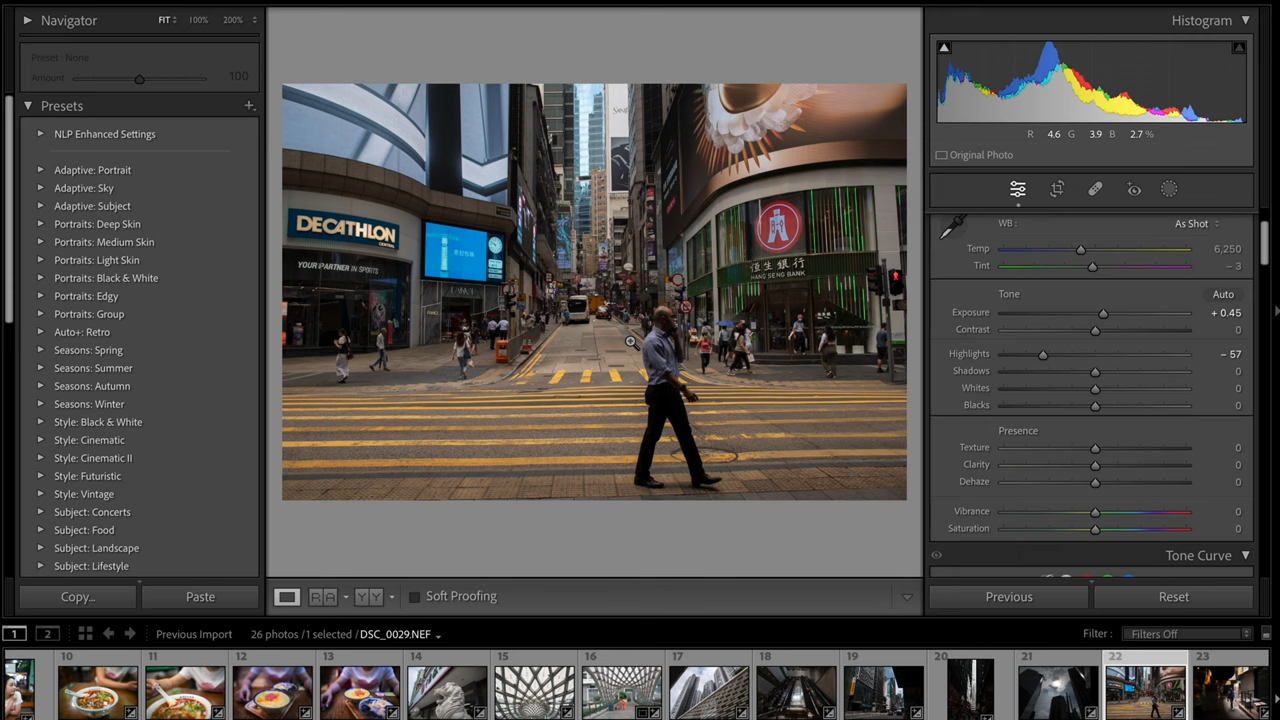 Navigator
FIT
100%
200%
Preset: None
Amount
100
Presets
+
NLP Enhanced Settings
Adaptive: Portrait
Adaptive: Sky
Adaptive: Subject
Portraits: Deep Skin
Portraits: Medium Skin
Portraits: Light Skin
Portraits: Black & White
Portraits: Edgy
Portraits: Group
Auto+: Retro
Seasons: Spring
Seasons: Summer
Seasons: Autumn
Seasons: Winter
Style: Black & White
Style: Cinematic
Style: Cinematic II
Style: Futuristic
Style: Vintage
Subject: Concerts
Subject: Food
Subject: Landscape
Subject: Lifestyle
Copy...
Paste
DECATHLON
CENTRAL
YOUR PARTNER IN SPORTS
恒生銀行
HANG SENG BANK
RA
YY
Soft Proofing
Histogram
R 4.6 G 3.9 B 2.7 %
Original Photo
WB: As Shot
Temp 6,250
Tint – 3
Tone Auto
Exposure + 0.45
Contrast 0
Highlights – 57
Shadows 0
Whites 0
Blacks 0
Presence
Texture 0
Clarity 0
Dehaze 0
Vibrance 0
Saturation 0
Tone Curve
Previous
Reset
1
2
Previous Import
26 photos / 1 selected / DSC_0029.NEF
Filter:
Filters Off
10
11
12
13
14
15
16
17
18
19
20
21
22
23